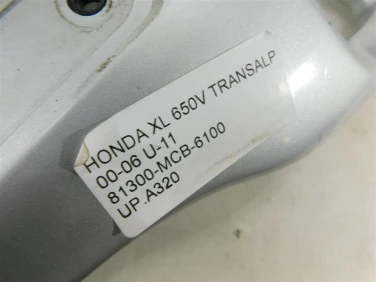 HONDA XL 650V TRANSALP
00-06 U-11
81300-MCB-6100
UP.A320